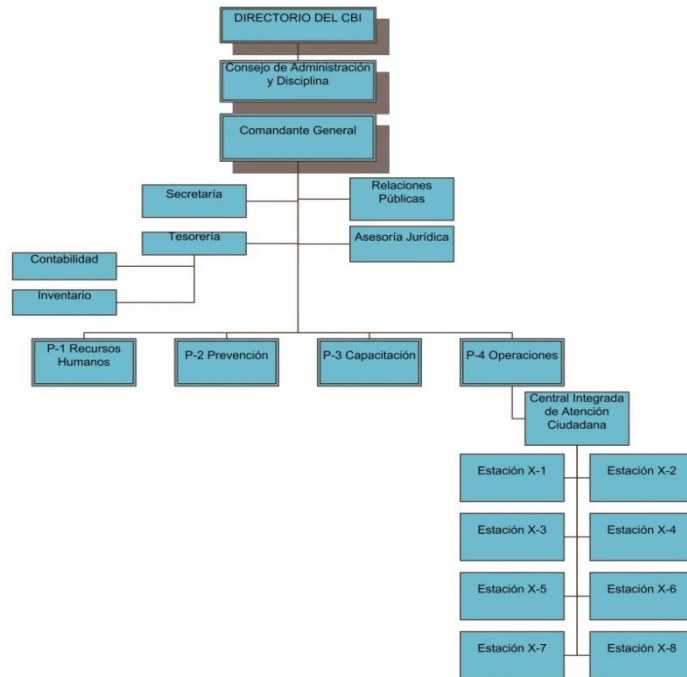 DIRECTORIO DEL CBI
Consejo de Administración
y Disciplina
Comandante General
Secretaría
Relaciones
Públicas
Tesorería
Asesoría Jurídica
Contabilidad
Inventario
P-1 Recursos
Humanos
P-2 Prevención
P-3 Capacitación
P-4 Operaciones
Central Integrada
de Atención
Ciudadana
Estación X-1
Estación X-2
Estación X-3
Estación X-4
Estación X-5
Estación X-6
Estación X-7
Estación X-8